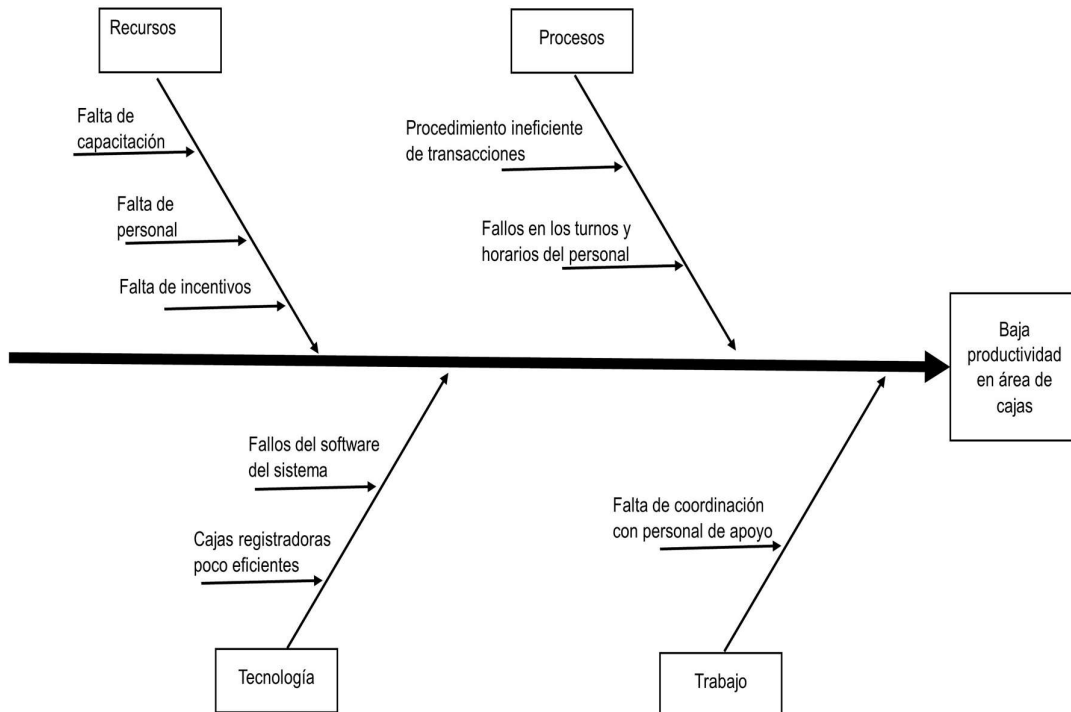 Recursos
Procesos
Falta de
capacitación
Procedimiento ineficiente
de transacciones
Falta de
personal
Fallos en los turnos y
horarios del personal
Falta de incentivos
Baja
productividad
en área de
cajas
Fallos del software
del sistema
Falta de coordinación
con personal de apoyo
Cajas registradoras
poco eficientes
Tecnología
Trabajo